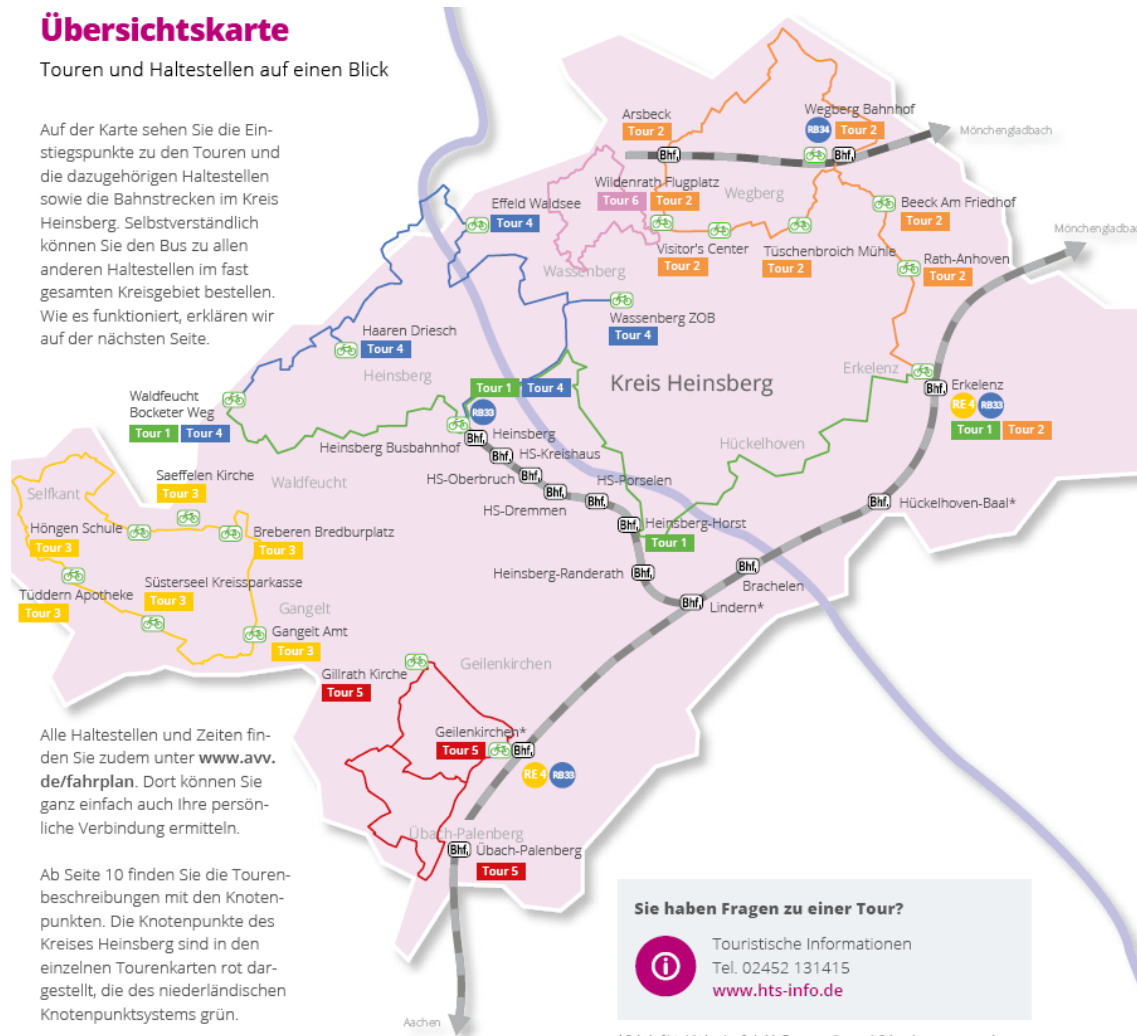 Übersichtskarte
Touren und Haltestellen auf einen Blick
Auf der Karte sehen Sie die Ein-
stiegspunkte zu den Touren und
die dazugehörigen Haltestellen
sowie die Bahnstrecken im Kreis
Heinsberg. Selbstverständlich
können Sie den Bus zu allen
anderen Haltestellen im fast
gesamten Kreisgebiet bestellen.
Wie es funktioniert, erklären wir
auf der nächsten Seite.
Arsbeck
Tour 2
Bhf,
Wegberg Bahnhof
RB34 Tour 2
Bhf,
Mönchengladbach
Wildenrath Flugplatz
Tour 6 Tour 2
Wegberg
Effeld Waldsee
Tour 4
Beeck Am Friedhof
Tour 2
Visitor's Center
Tour 2
Tüschenbroich Mühle
Tour 2
Mönchengladba
Rath-Anhoven
Tour 2
Wassenberg
Wassenberg ZOB
Tour 4
Haaren Driesch
Tour 4
Heinsberg
Kreis Heinsberg
Erkelenz
Bhf,
Erkelenz
RE 4 RB33
Tour 1 Tour 2
Waldfeucht
Bocketer Weg
Tour 1 Tour 4
Tour 1 Tour 4
RB33
Heinsberg Busbahnhof
Bhf, Heinsberg
Bhf, HS-Kreishaus
HS-Oberbruch Bhf,
Bhf,
HS-Dremmen
HS-Porselen
Bhf,
Hückelhoven
Saeffelen Kirche
Tour 3
Waldfeucht
Selfkant
Höngen Schule
Tour 3
Breberen Bredburplatz
Tour 3
Bhf, Heinsberg-Horst
Tour 1
Bhf, Hückelhoven-Baal*
Heinsberg-Randerath Bhf,
Bhf,
Brachelen
Bhf,
Lindern*
Tüddern Apotheke
Tour 3
Süsterseel Kreissparkasse
Tour 3
Gangelt
Gangelt Amt
Tour 3
Geilenkirchen
Gillrath Kirche
Tour 5
Geilenkirchen*
Tour 5 Bhf,
RE 4 RB33
Übach-Palenberg
Bhf, Übach-Palenberg
Tour 5
Aachen
Alle Haltestellen und Zeiten fin-
den Sie zudem unter www.avv.
de/fahrplan. Dort können Sie
ganz einfach auch Ihre persön-
liche Verbindung ermitteln.
Ab Seite 10 finden Sie die Touren-
beschreibungen mit den Knoten-
punkten. Die Knotenpunkte des
Kreises Heinsberg sind in den
einzelnen Tourenkarten rot dar-
gestellt, die des niederländischen
Knotenpunktsystems grün.
Sie haben Fragen zu einer Tour?
Touristische Informationen
Tel. 02452 131415
www.hts-info.de